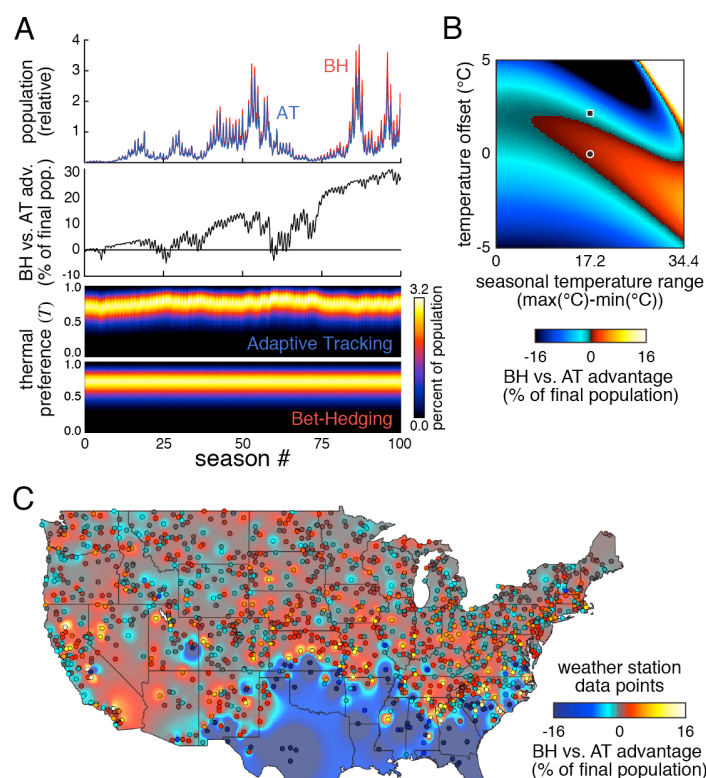 A
population
(relative)
4
3
2
1
BH
AT
BH vs. AT adv.
(% of final pop.)
30
20
10
0
-10
thermal
preference (T)
1.0
0.5
0.0
Adaptive Tracking
1.0
0.5
0.0
Bet-Hedging
3.2
0.0
percent of population
0
25
50
75
100
season #
B
temperature offset (°C)
5
0
-5
0
17.2
34.4
seasonal temperature range
(max(°C)-min(°C))
-16
0
16
BH vs. AT advantage
(% of final population)
C
weather station
data points
-16
0
16
BH vs. AT advantage
(% of final population)